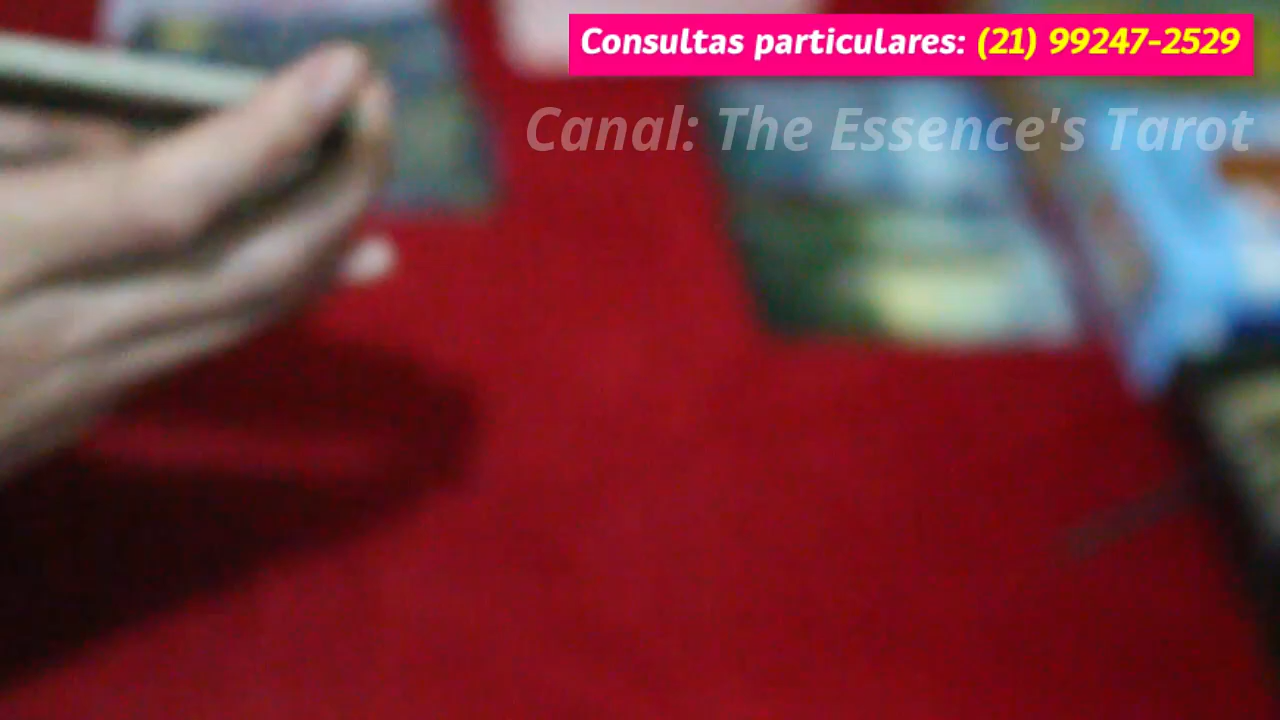 Consultas particulares: (21) 99247-2529
Canal: The Essence's Tarot